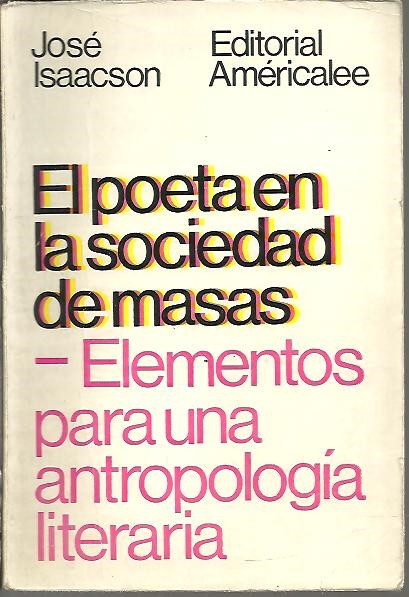 José
Isaacson
Editorial
Américalee
El poeta en
la sociedad
de masas
– Elementos
para una
antropología
literaria